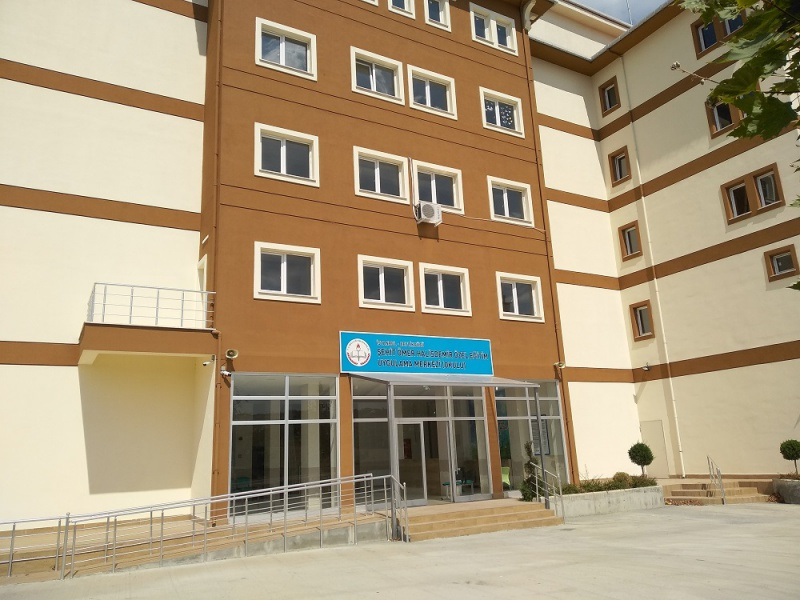 ŞEHİT ÖMER HALİSDEMİR ÖZEL EĞİTİM
UYGULAMA MERKEZİ I.OKULU